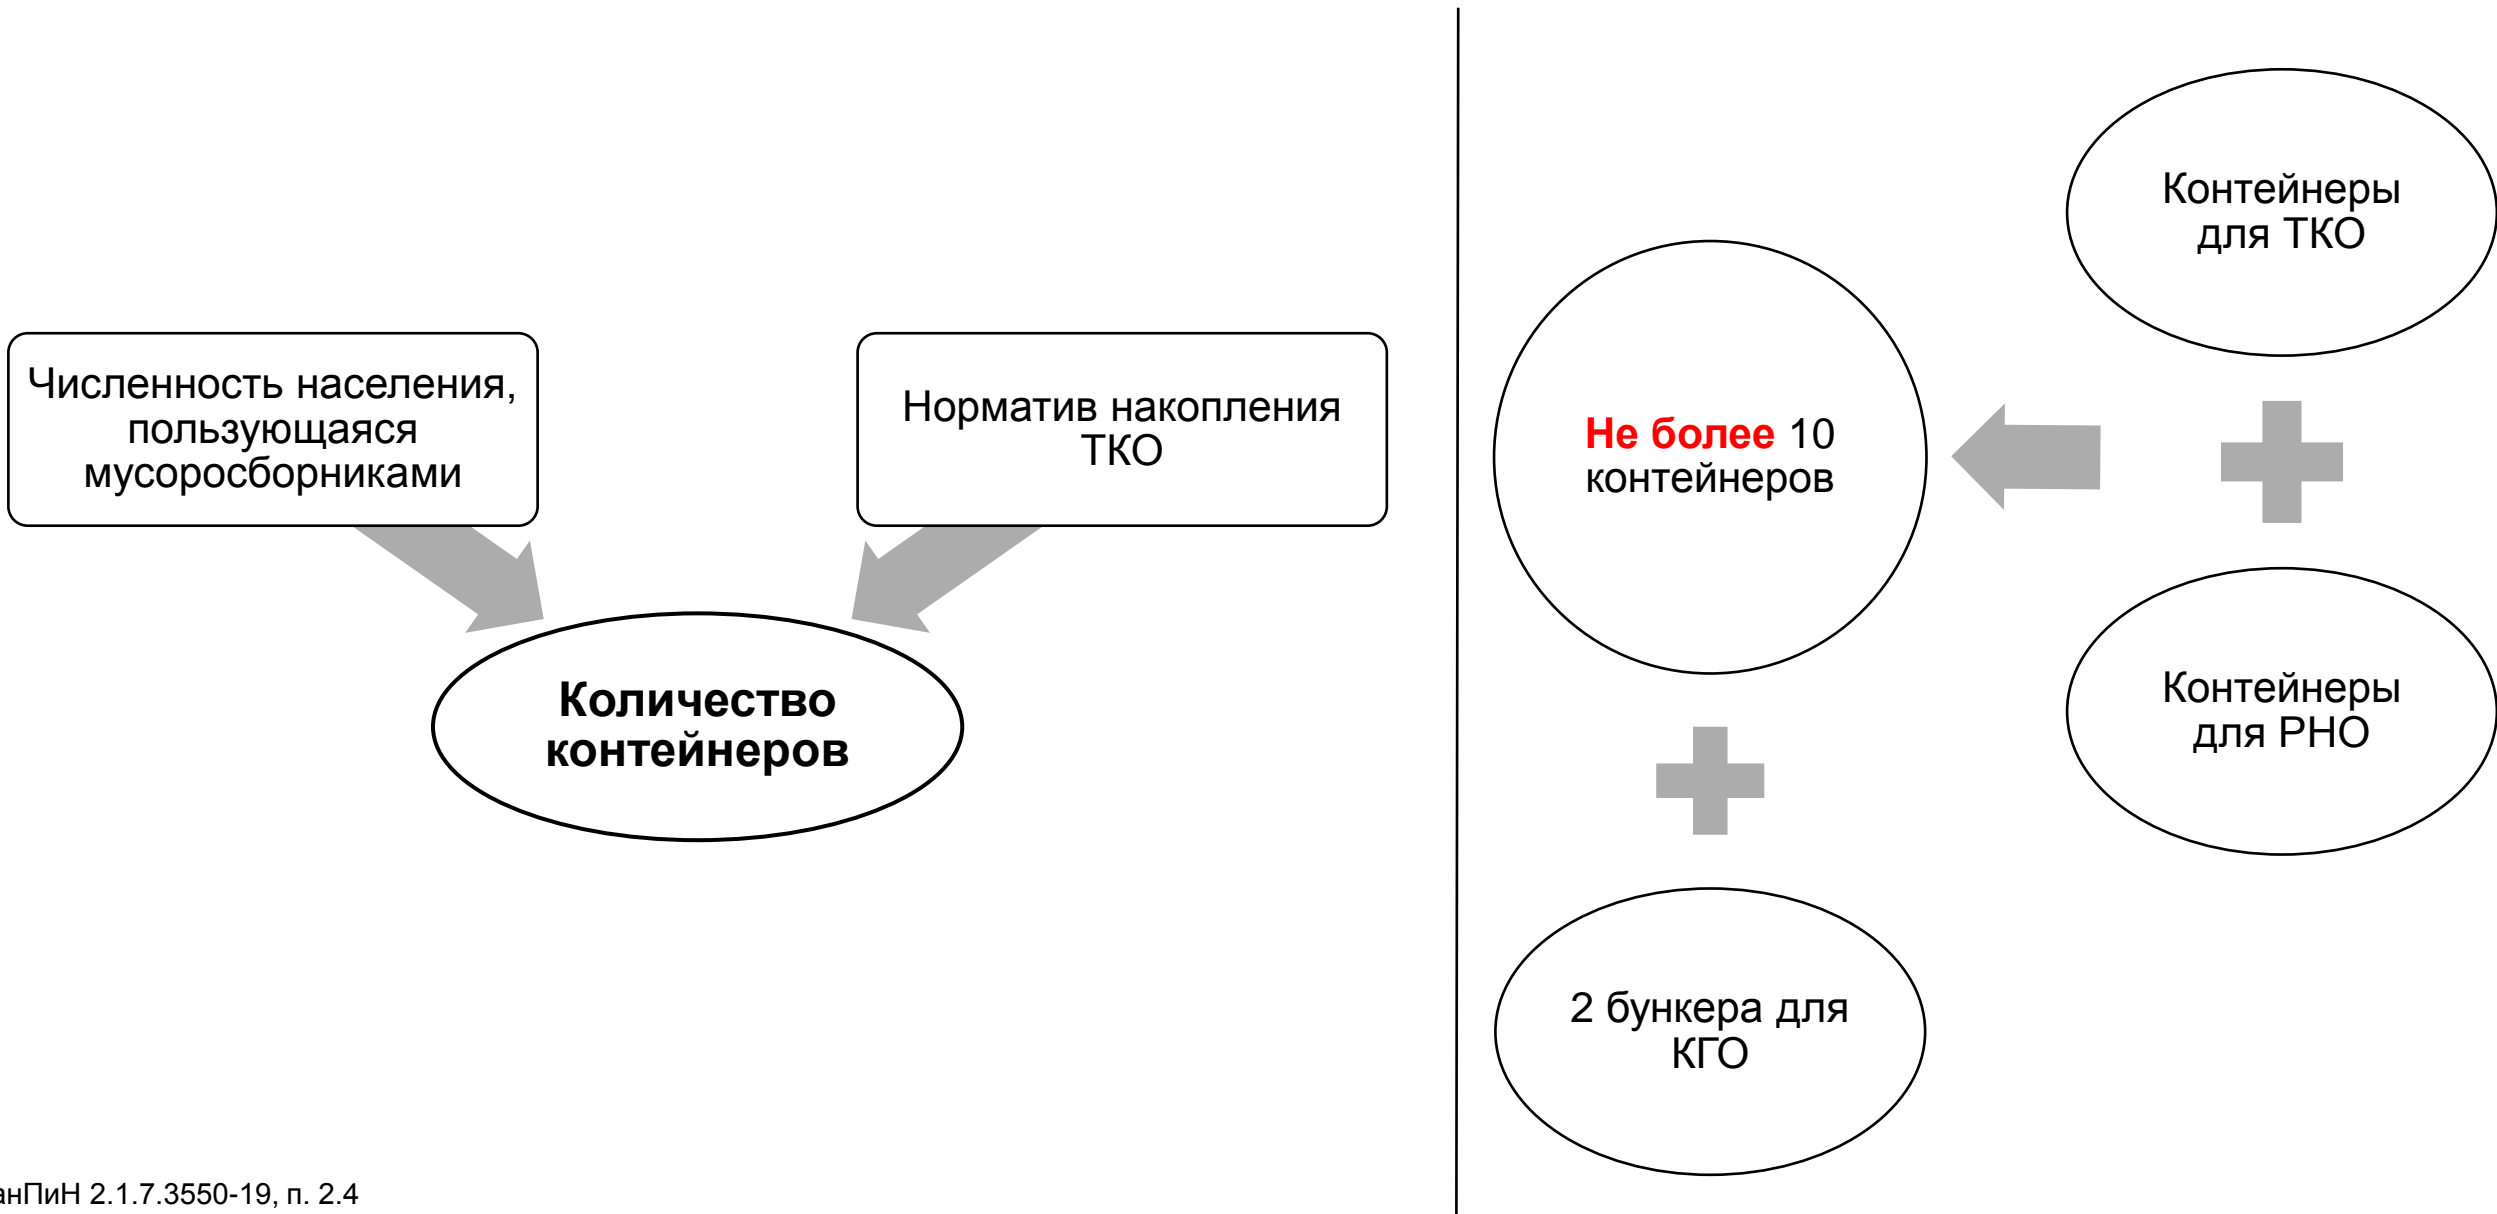 Численность населения,
пользующаяся
мусоросборниками
Норматив накопления
ТКО
Количество
контейнеров
Не более 10
контейнеров
2 бункера для
КГО
Контейнеры
для ТКО
Контейнеры
для РНО
анПиН 2.1.7.3550-19, п. 2.4